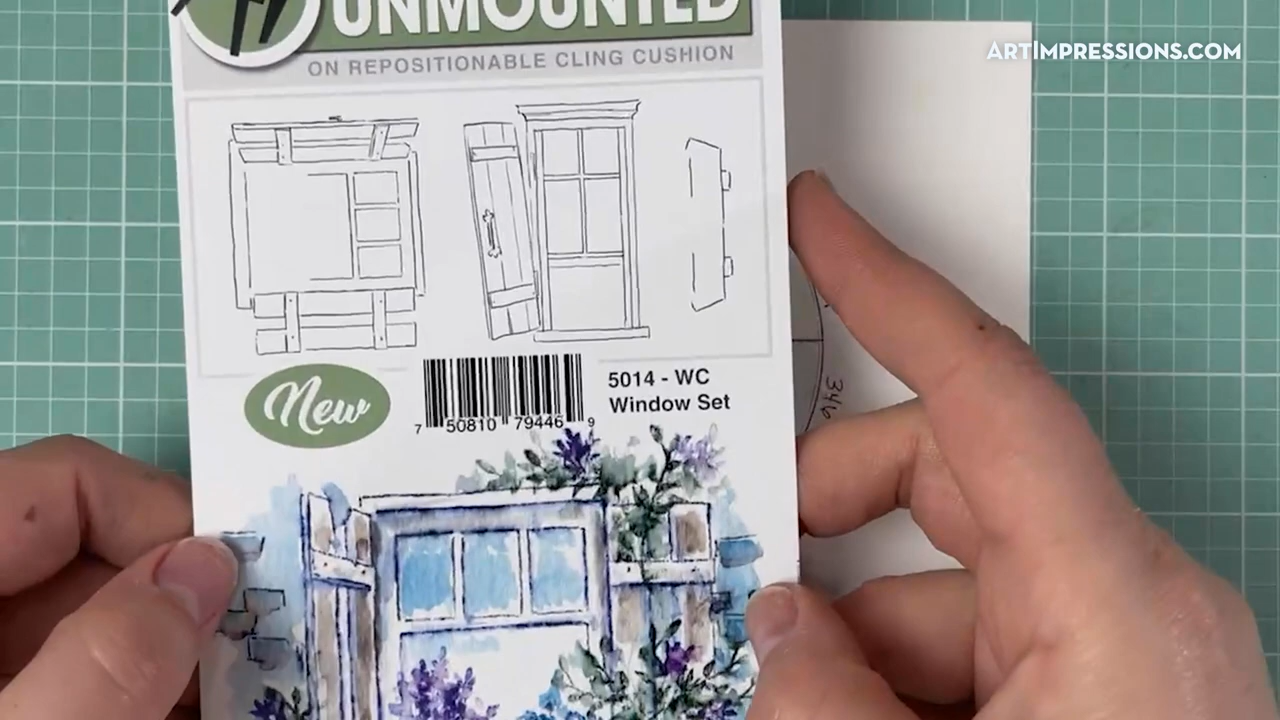 UNMOUNTED
ARTIMPRESSIONS.COM
ON REPOSITIONABLE CLING CUSHION
New
5014 - WC
Window Set
7 50810 79446 9
346